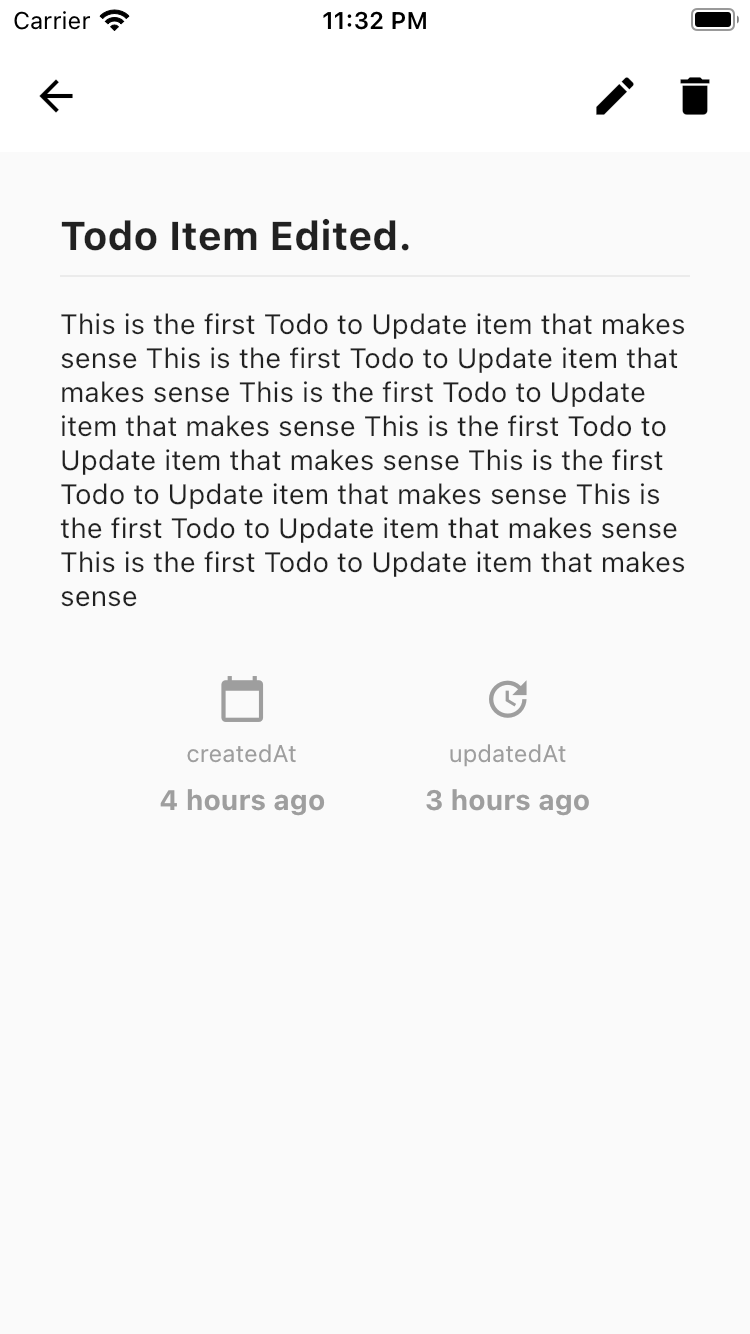 Carrier 11:32 PM
Todo Item Edited.
This is the first Todo to Update item that makes
sense This is the first Todo to Update item that
makes sense This is the first Todo to Update
item that makes sense This is the first Todo to
Update item that makes sense This is the first
Todo to Update item that makes sense This is
the first Todo to Update item that makes sense
This is the first Todo to Update item that makes
sense
createdAt updatedAt
4 hours ago 3 hours ago